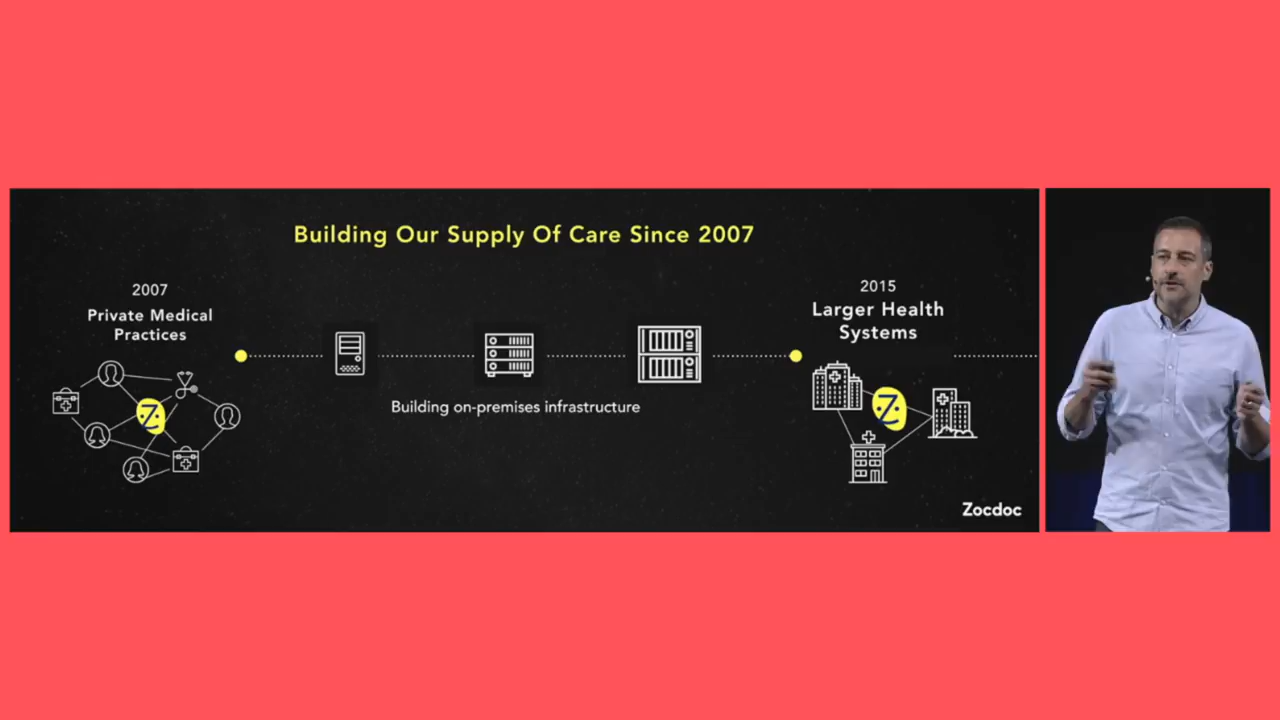 Building Our Supply Of Care Since 2007
2007
Private Medical
Practices
Building on-premises infrastructure
2015
Larger Health
Systems
Zocdoc